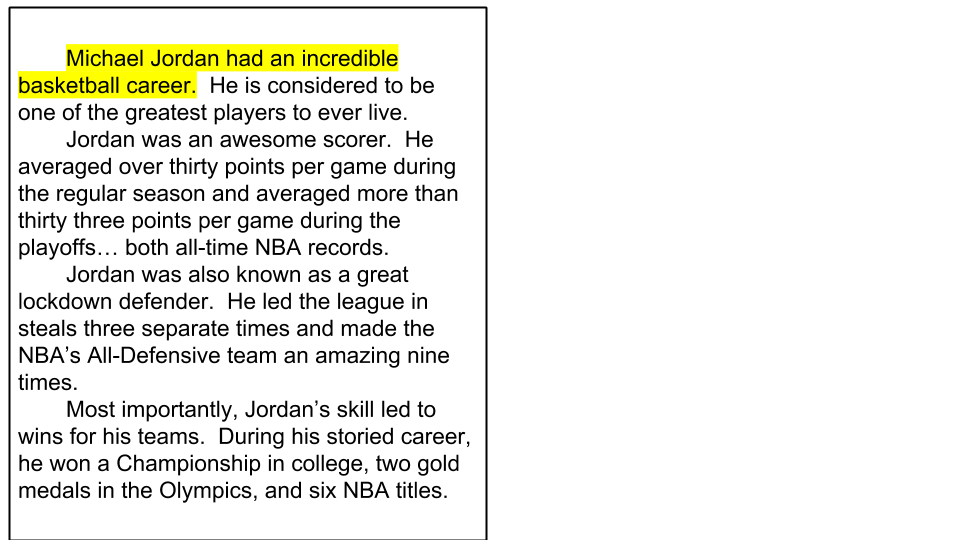 Michael Jordan had an incredible
basketball career.  He is considered to be
one of the greatest players to ever live.
Jordan was an awesome scorer.  He
averaged over thirty points per game during
the regular season and averaged more than
thirty three points per game during the
playoffs… both all-time NBA records.
Jordan was also known as a great
lockdown defender.  He led the league in
steals three separate times and made the
NBA’s All-Defensive team an amazing nine
times.
Most importantly, Jordan’s skill led to
wins for his teams.  During his storied career,
he won a Championship in college, two gold
medals in the Olympics, and six NBA titles.